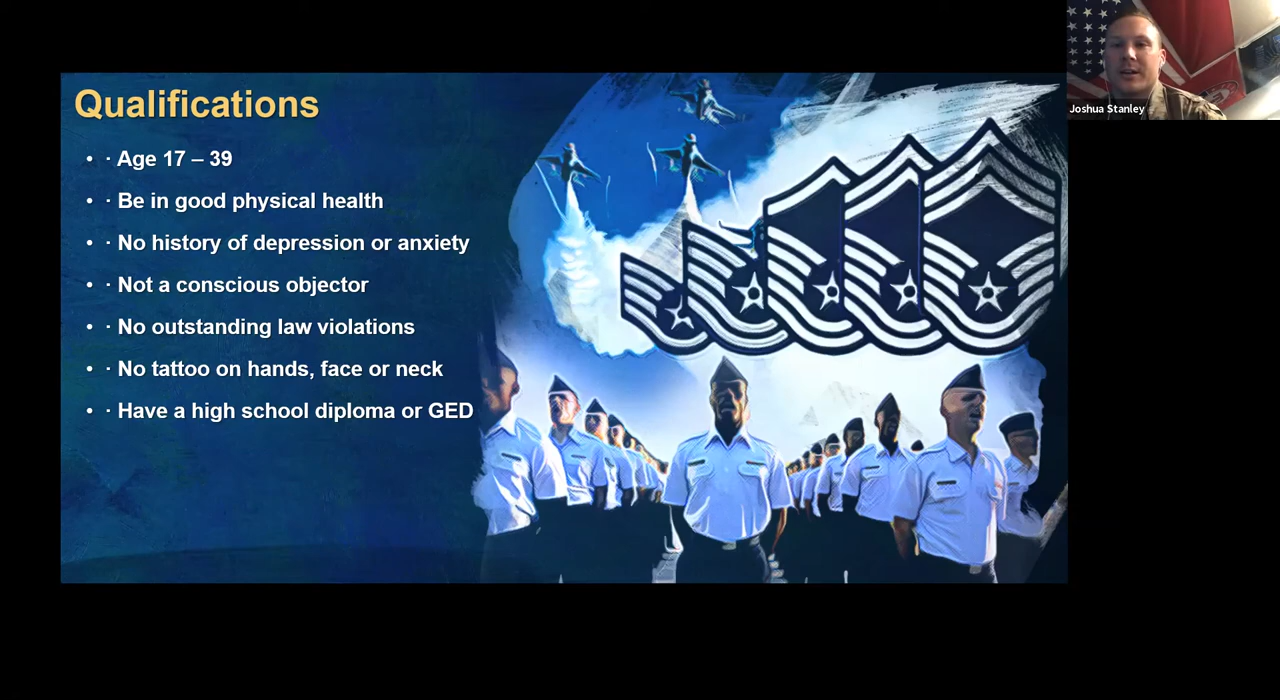 Qualifications
• · Age 17 – 39
• · Be in good physical health
• · No history of depression or anxiety
• · Not a conscious objector
• · No outstanding law violations
• · No tattoo on hands, face or neck
• · Have a high school diploma or GED
Joshua Stanley